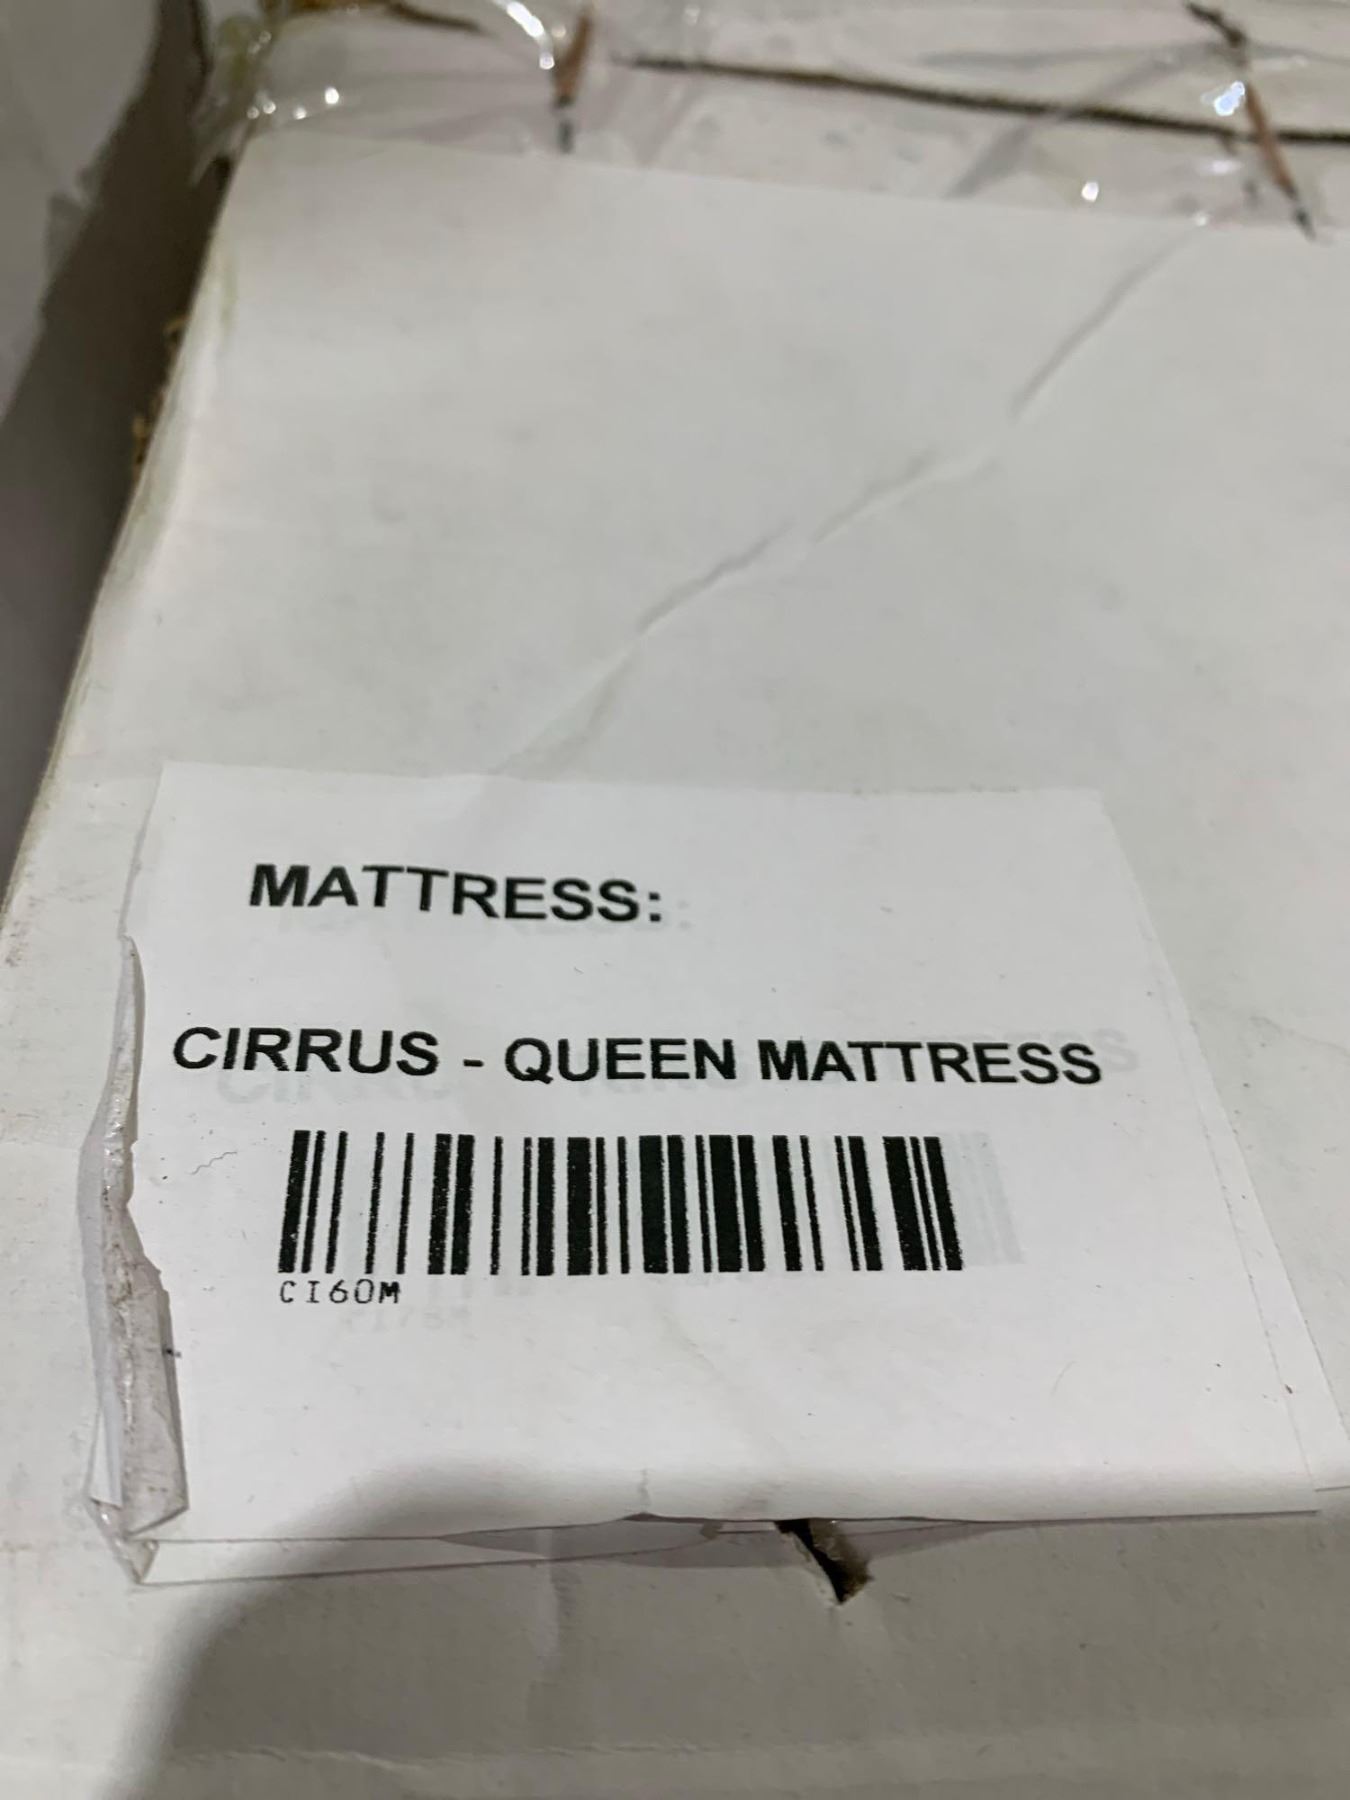 MATTRESS:
CIRRUS - QUEEN MATTRESS
CI60M